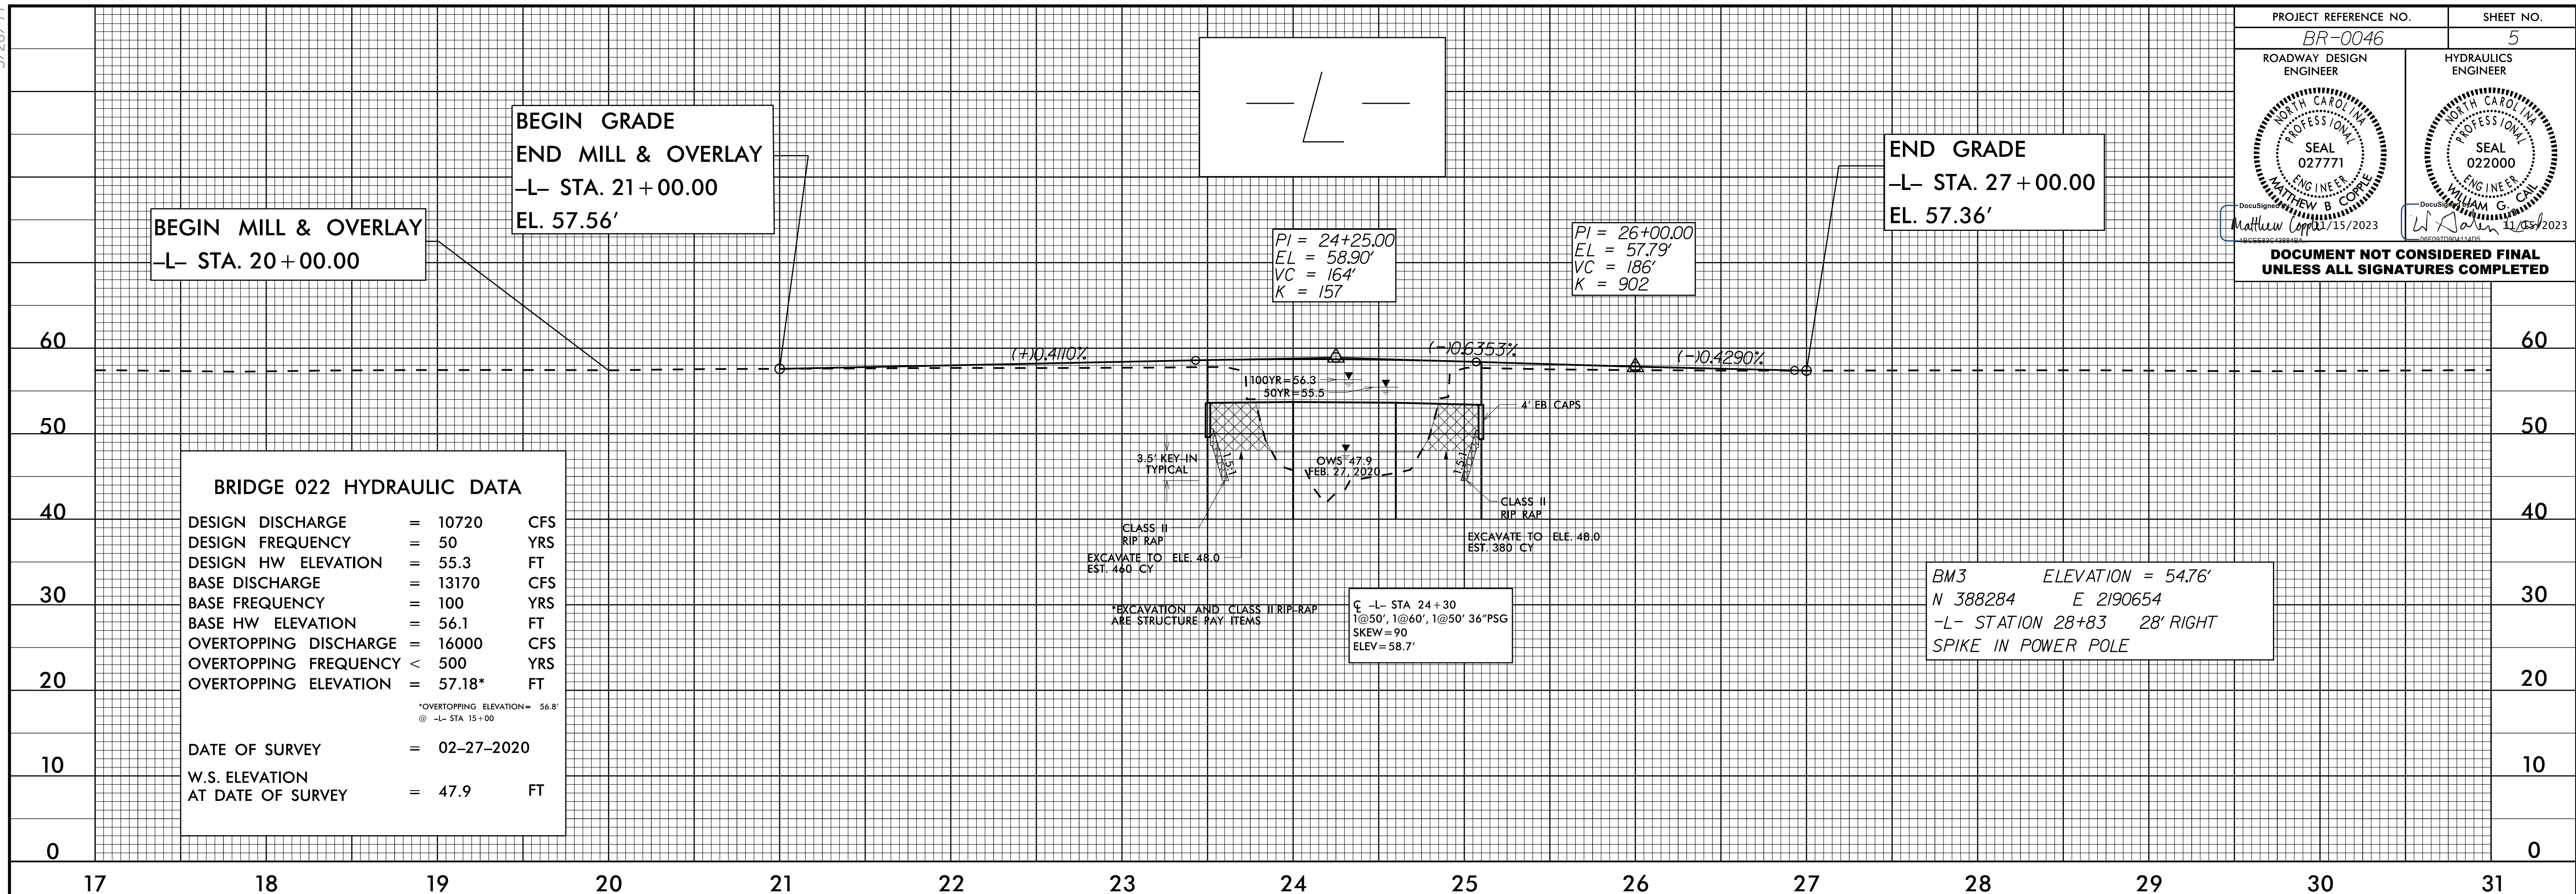 PROJECT REFERENCE NO.
SHEET NO.
BR-0046
5
ROADWAY DESIGN
ENGINEER
HYDRAULICS
ENGINEER
NORTH CAROLINA
PROFESSIONAL
SEAL
027771
ENGINEER
MATTHEW B COPPLE
NORTH CAROLINA
PROFESSIONAL
SEAL
022000
ENGINEER
WILLIAM G. CAIL
Matthew Copple
11/15/2023
11/15/2023
DOCUMENT NOT CONSIDERED FINAL
UNLESS ALL SIGNATURES COMPLETED
-L-
BEGIN GRADE
END MILL & OVERLAY
-L- STA. 21+00.00
EL. 57.56'
BEGIN MILL & OVERLAY
-L- STA. 20+00.00
END GRADE
-L- STA. 27+00.00
EL. 57.36'
PI = 24+25.00
EL = 58.90'
VC = 164'
K = 157
PI = 26+00.00
EL = 57.79'
VC = 186'
K = 902
60
60
(+)0.4110%
(-)0.6353%
(-)0.4290%
100YR=56.3
50YR=55.5
4' EB CAPS
50
50
3.5' KEY-IN
TYPICAL
1.5:1
OWS 47.9
FEB. 27, 2020
1.5:1
CLASS II
RIP RAP
40
40
CLASS II
RIP RAP
EXCAVATE TO ELE. 48.0
EST. 460 CY
EXCAVATE TO ELE. 48.0
EST. 380 CY
30
30
*EXCAVATION AND CLASS II RIP-RAP
ARE STRUCTURE PAY ITEMS
℄ -L- STA 24+30
1@50', 1@60', 1@50' 36"PSG
SKEW=90
ELEV=58.7'
BM3 ELEVATION = 54.76'
N 388284 E 2190654
-L- STATION 28+83 28' RIGHT
SPIKE IN POWER POLE
BRIDGE 022 HYDRAULIC DATA
DESIGN DISCHARGE = 10720 CFS
DESIGN FREQUENCY = 50 YRS
DESIGN HW ELEVATION = 55.3 FT
BASE DISCHARGE = 13170 CFS
BASE FREQUENCY = 100 YRS
BASE HW ELEVATION = 56.1 FT
OVERTOPPING DISCHARGE = 16000 CFS
OVERTOPPING FREQUENCY < 500 YRS
OVERTOPPING ELEVATION = 57.18* FT
*OVERTOPPING ELEVATION= 56.8'
@ -L- STA 15+00
DATE OF SURVEY = 02-27-2020
W.S. ELEVATION
AT DATE OF SURVEY = 47.9 FT
20
20
10
10
0
0
17 18 19 20 21 22 23 24 25 26 27 28 29 30 31